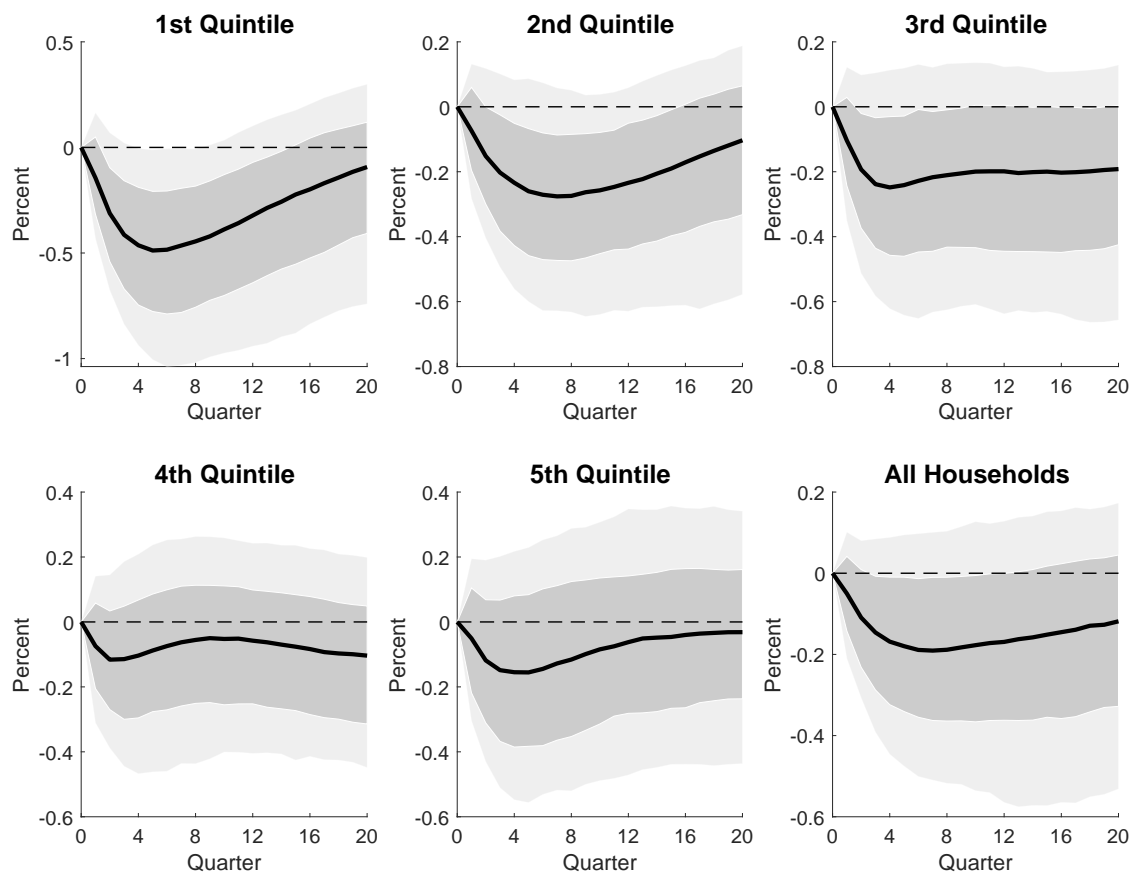 1st Quintile
0.5
0
-0.5
-1
Percent
0 4 8 12 16 20
Quarter
2nd Quintile
0.2
0
-0.2
-0.4
-0.6
-0.8
Percent
0 4 8 12 16 20
Quarter
3rd Quintile
0.2
0
-0.2
-0.4
-0.6
-0.8
Percent
0 4 8 12 16 20
Quarter
4th Quintile
0.4
0.2
0
-0.2
-0.4
-0.6
Percent
0 4 8 12 16 20
Quarter
5th Quintile
0.4
0.2
0
-0.2
-0.4
-0.6
Percent
0 4 8 12 16 20
Quarter
All Households
0.2
0
-0.2
-0.4
-0.6
Percent
0 4 8 12 16 20
Quarter